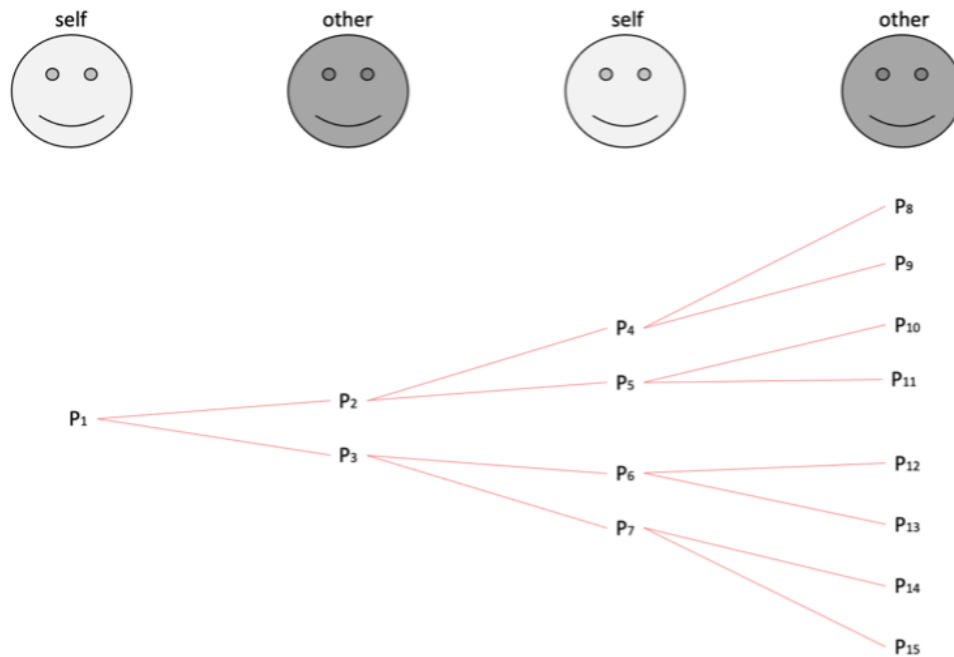 self other self other
P8
P9
P4 P10
P5 P11
P2
P1
P3 P12
P6
P13
P7
P14
P15